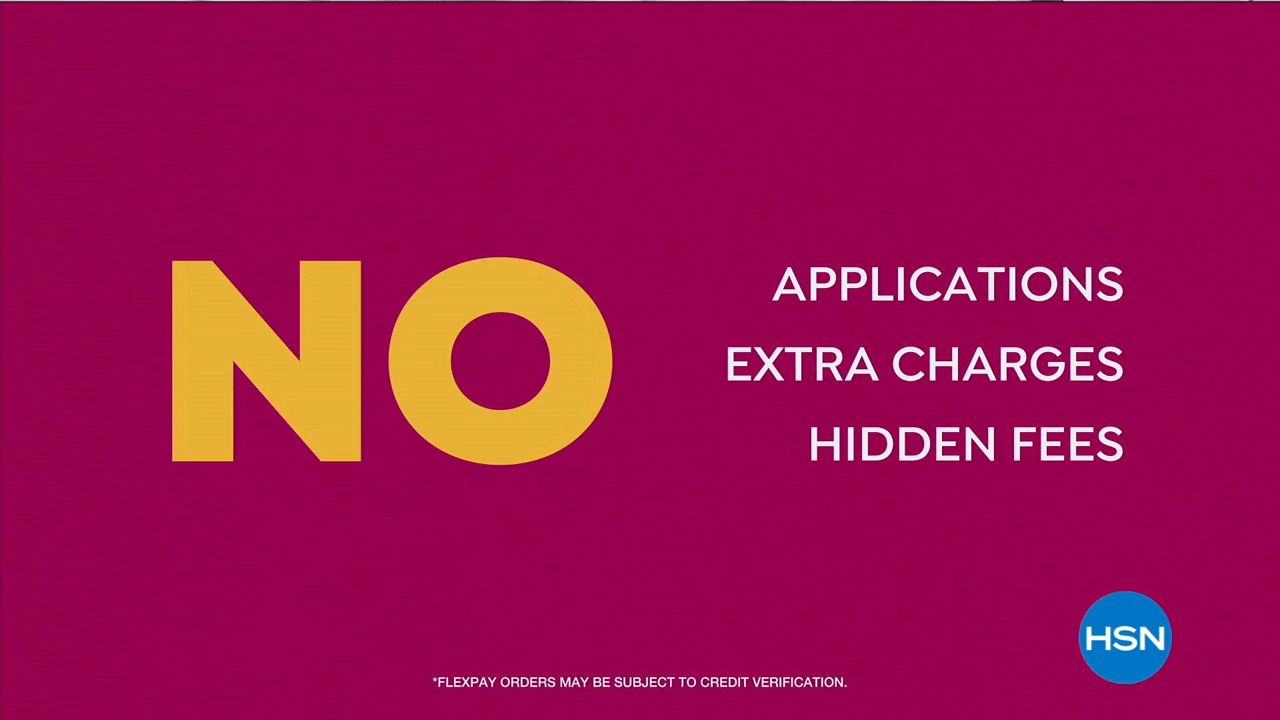 NO
APPLICATIONS
EXTRA CHARGES
HIDDEN FEES
HSN
*FLEXPAY ORDERS MAY BE SUBJECT TO CREDIT VERIFICATION.